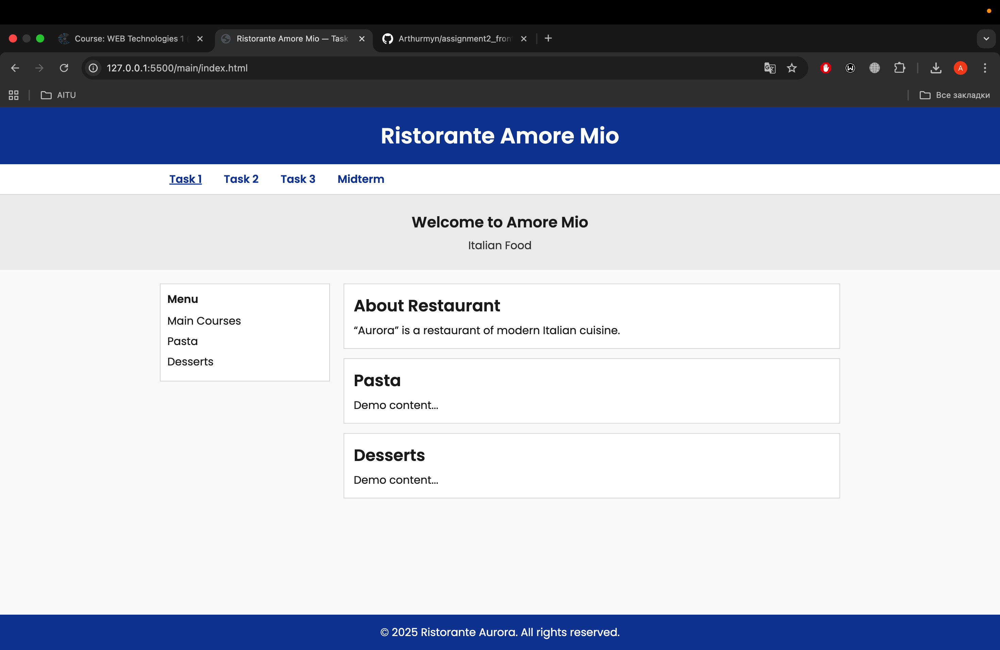 Course: WEB Technologies 1
Ristorante Amore Mio — Task
Arthurmyn/assignment2_fron
127.0.0.1:5500/main/index.html
A
AITU
Все закладки
Ristorante Amore Mio
Task 1
Task 2
Task 3
Midterm
Welcome to Amore Mio
Italian Food
Menu
Main Courses
Pasta
Desserts
About Restaurant
“Aurora” is a restaurant of modern Italian cuisine.
Pasta
Demo content...
Desserts
Demo content...
© 2025 Ristorante Aurora. All rights reserved.